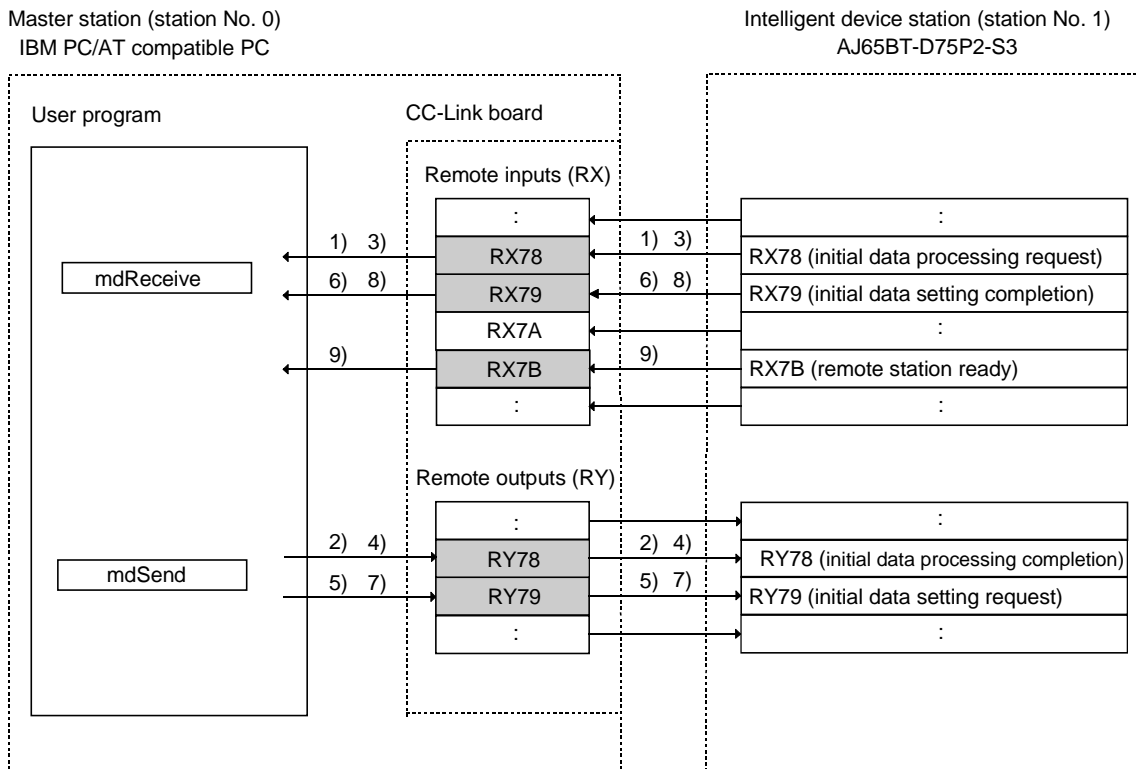 Master station (station No. 0)
IBM PC/AT compatible PC
Intelligent device station (station No. 1)
AJ65BT-D75P2-S3
User program
CC-Link board
Remote inputs (RX)
:
:
1) 3)
RX78
1) 3)
RX78 (initial data processing request)
mdReceive
6) 8)
RX79
6) 8)
RX79 (initial data setting completion)
RX7A
:
9)
RX7B
9)
RX7B (remote station ready)
:
:
Remote outputs (RY)
:
:
2) 4)
RY78
2) 4)
RY78 (initial data processing completion)
mdSend
5) 7)
RY79
5) 7)
RY79 (initial data setting request)
:
: